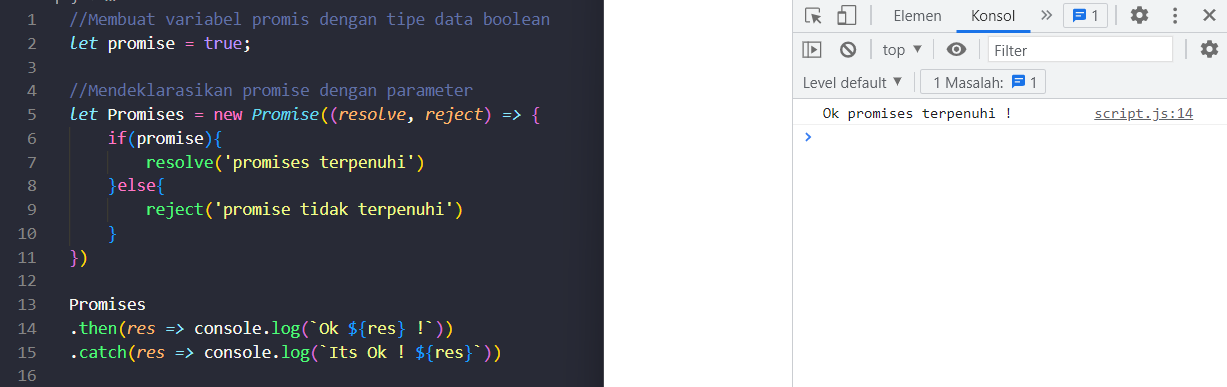 1 //Membuat variabel promis dengan tipe data boolean
2 let promise = true;
3
4 //Mendeklarasikan promise dengan parameter
5 let Promises = new Promise((resolve, reject) => {
6 if(promise){
7 resolve('promises terpenuhi')
8 }else{
9 reject('promise tidak terpenuhi')
10 }
11 })
12
13 Promises
14 .then(res => console.log(`Ok ${res} !`))
15 .catch(res => console.log(`Its Ok ! ${res}`))
16
Elemen Konsol 1
top Filter
Level default 1 Masalah: 1
Ok promises terpenuhi ! script.js:14